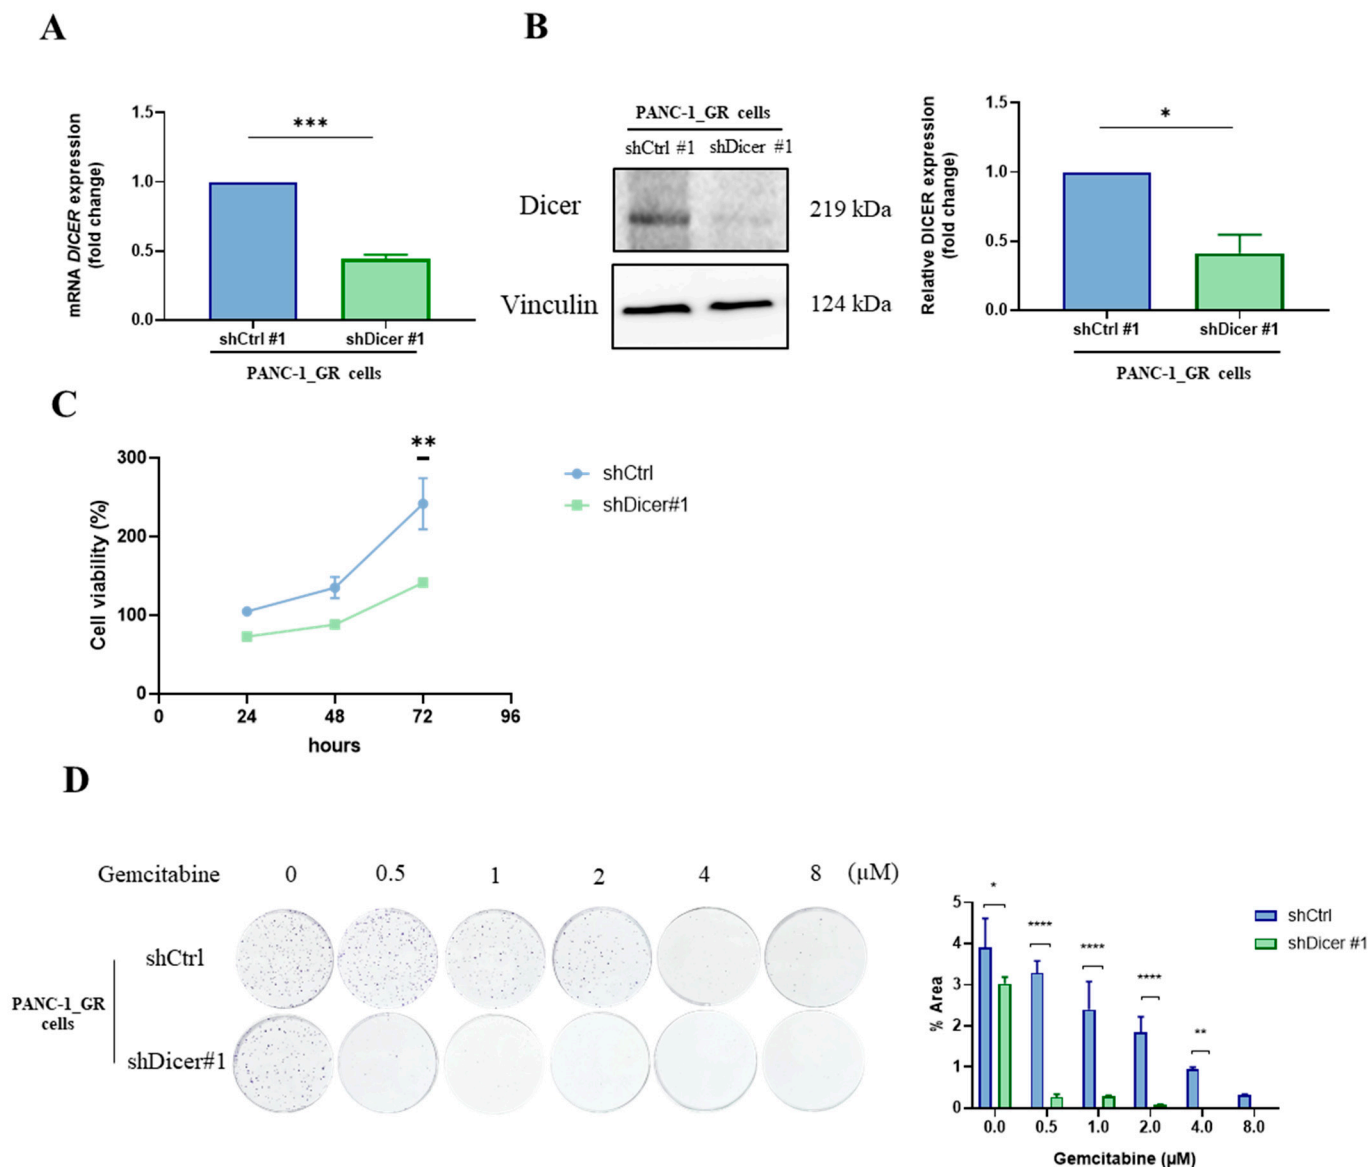 A
mRNA DICER expression
(fold change)
1.5
1.0
0.5
0.0
***
shCtrl #1 shDicer #1
PANC-1_GR cells
B
PANC-1_GR cells
shCtrl #1 shDicer #1
Dicer 219 kDa
Vinculin 124 kDa
Relative DICER expression
(fold change)
1.5
1.0
0.5
0.0
*
shCtrl #1 shDicer #1
PANC-1_GR cells
C
Cell viability (%)
300
200
100
0
**
0 24 48 72 96
hours
shCtrl
shDicer#1
D
Gemcitabine 0 0.5 1 2 4 8 (μM)
shCtrl
PANC-1_GR
cells
shDicer#1
% Area
5
4
3
2
1
0
*
****
****
****
**
0.0 0.5 1.0 2.0 4.0 8.0
Gemcitabine (μM)
shCtrl
shDicer #1